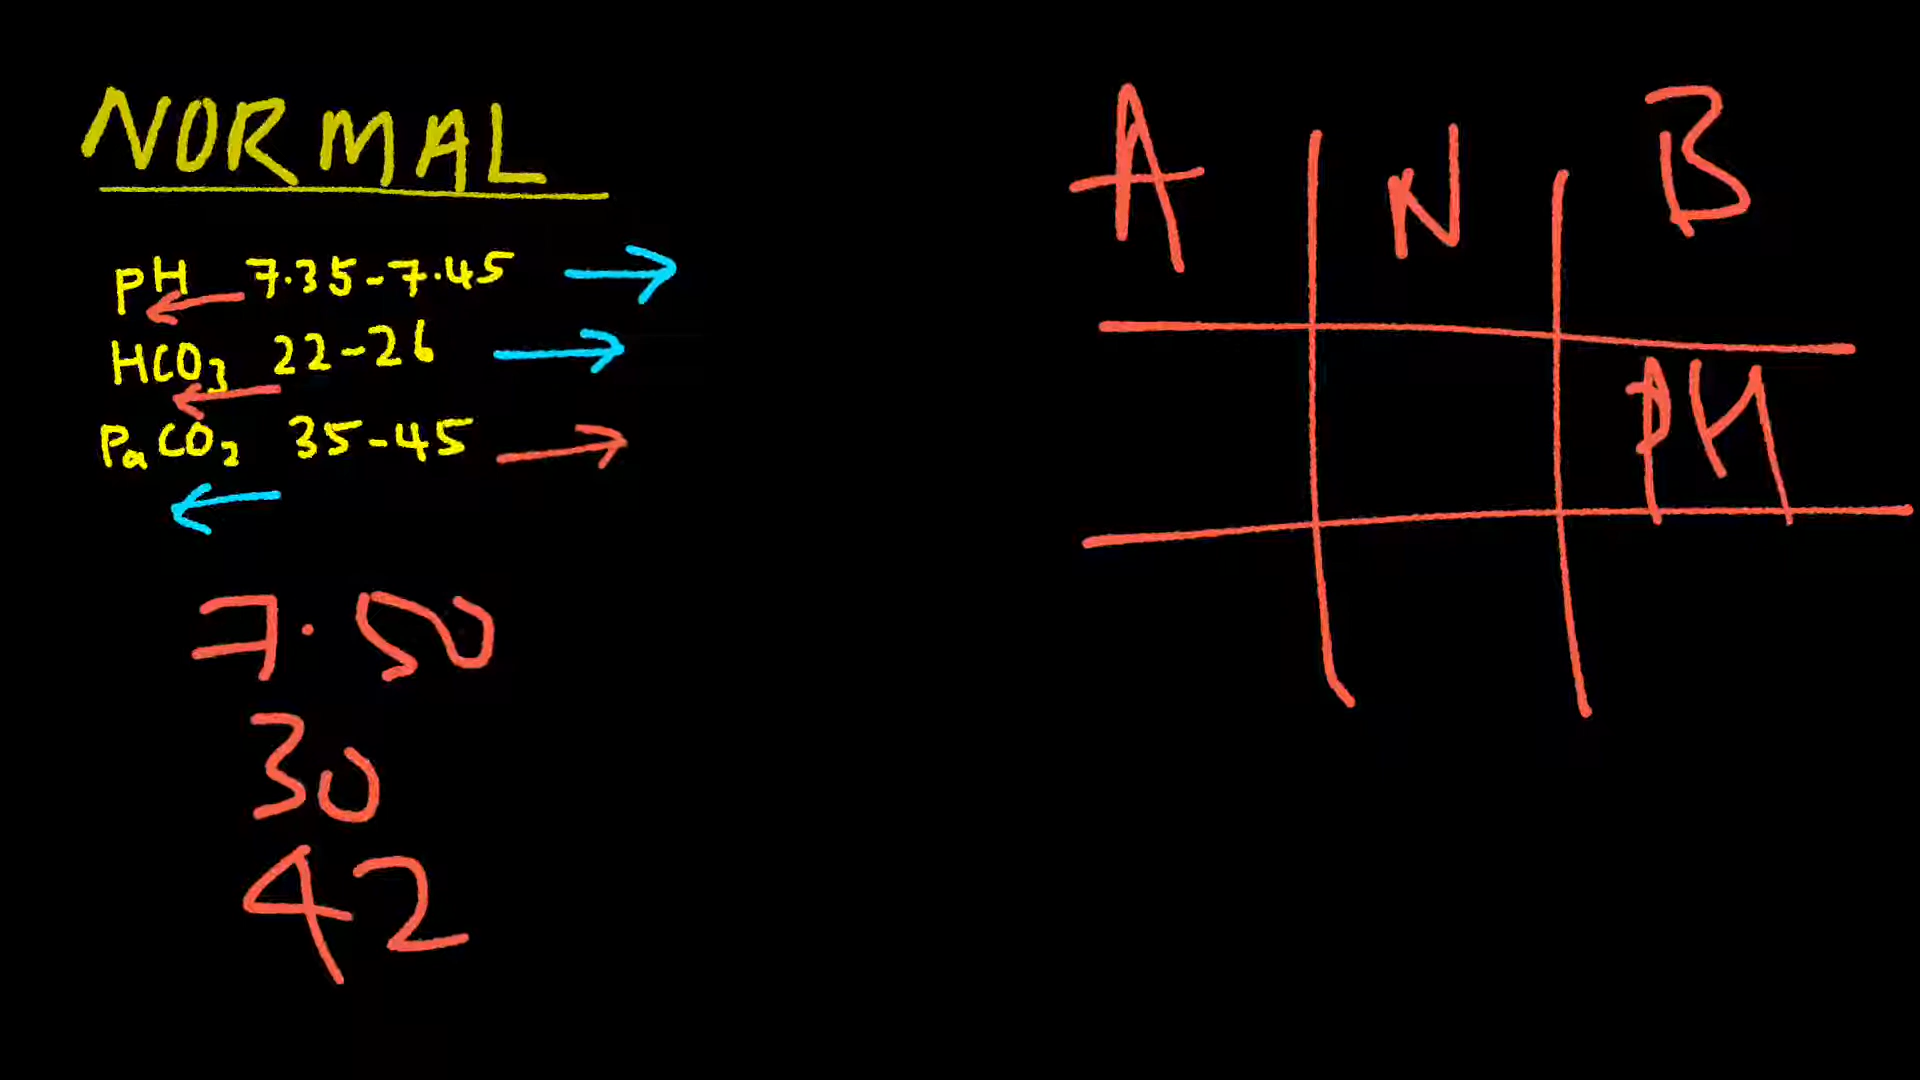 NORMAL
pH 7.35-7.45
HCO3 22-26
PaCO2 35-45
7.50
30
42
A N B
PH